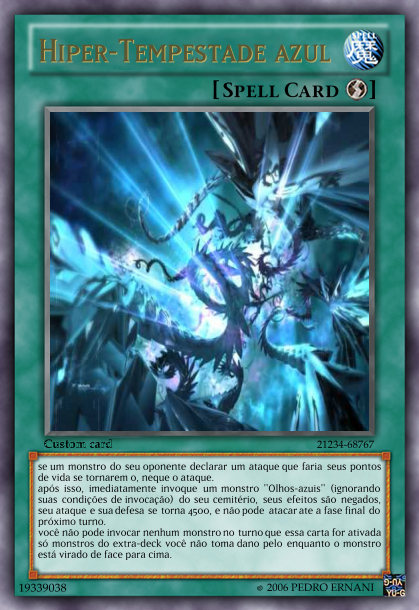 Hiper-Tempestade azul
魔
[Spell Card ]
Custom card 21234-68767
se um monstro do seu oponente declarar um ataque que faria seus pontos
de vida se tornarem 0, neque o ataque.
após isso, imediatamente invoque um monstro "Olhos-azuis" (ignorando
suas condições de invocação) do seu cemitério, seus efeitos são negados,
seu ataque e sua defesa se torna 4500, e não pode atacar ate a fase final do
próximo turno.
você não pode invocar nenhum monstro no turno que essa carta for ativada
só monstros do extra-deck você não toma dano pelo enquanto o monstro
está virado de face para cima.
19339038 © 2006 PEDRO ERNANI
YU-G